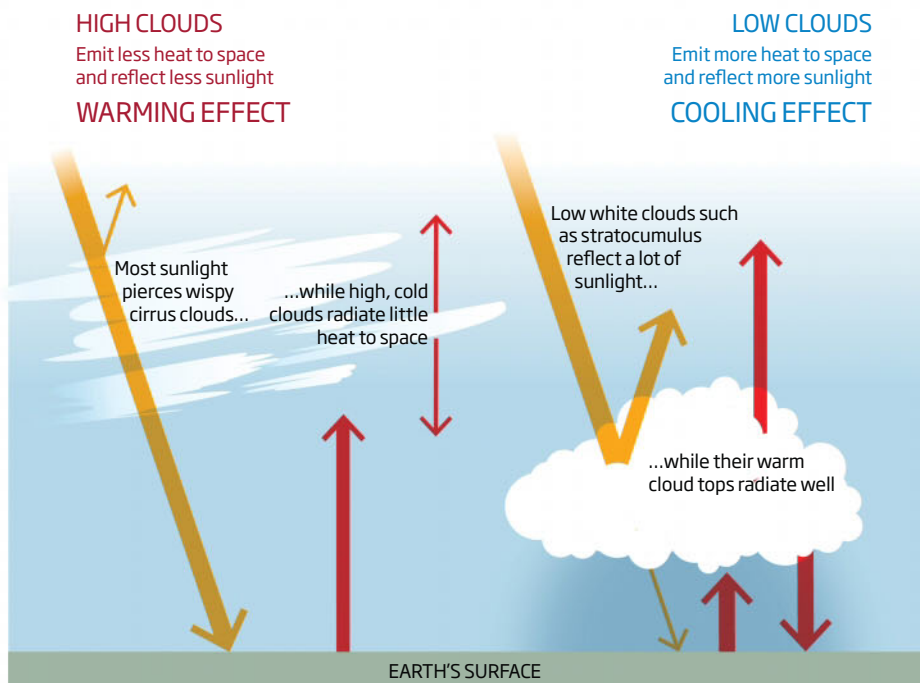 HIGH CLOUDS
Emit less heat to space
and reflect less sunlight
WARMING EFFECT
LOW CLOUDS
Emit more heat to space
and reflect more sunlight
COOLING EFFECT
Most sunlight
pierces wispy
cirrus clouds...
...while high, cold
clouds radiate little
heat to space
Low white clouds such
as stratocumulus
reflect a lot of
sunlight...
...while their warm
cloud tops radiate well
EARTH'S SURFACE